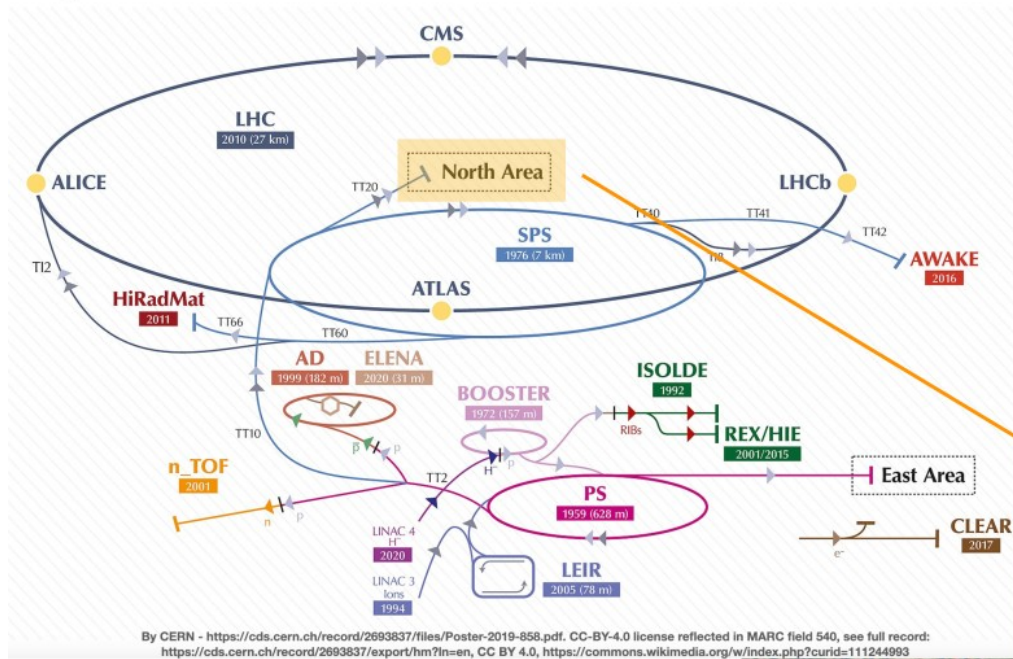 CMS
LHC
2010 (27 km)
North Area
ALICE
TT20
LHCb
TT40
TT41
SPS
TT42
1976 (7 km)
TI8
AWAKE
2016
TI2
ATLAS
HiRadMat
2011
TT66
TT60
AD
ELENA
1999 (182 m)
2020 (31 m)
ISOLDE
BOOSTER
1992
1972 (157 m)
RIBs
REX/HIE
2001/2015
TT10
p̄
p
H⁻
p
n_TOF
2001
TT2
East Area
PS
n
p
1959 (628 m)
LINAC 4
H⁻
2020
CLEAR
2017
e⁻
LINAC 3
Ions
1994
LEIR
2005 (78 m)
By CERN - https://cds.cern.ch/record/2693837/files/Poster-2019-858.pdf. CC-BY-4.0 license reflected in MARC field 540, see full record:
https://cds.cern.ch/record/2693837/export/hm?ln=en, CC BY 4.0, https://commons.wikimedia.org/w/index.php?curid=111244993